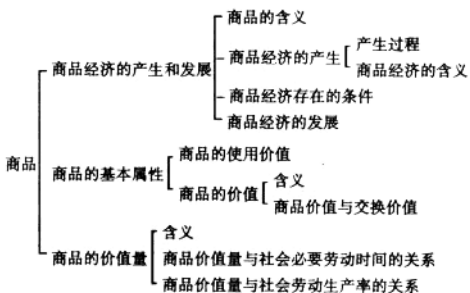 商品的含义
产生过程
商品经济的产生
商品经济的含义
商品经济的产生和发展
商品经济存在的条件
商品经济的发展
商品的使用价值
商品
商品的基本属性
含义
商品的价值
商品价值与交换价值
含义
商品的价值量
商品价值量与社会必要劳动时间的关系
商品价值量与社会劳动生产率的关系